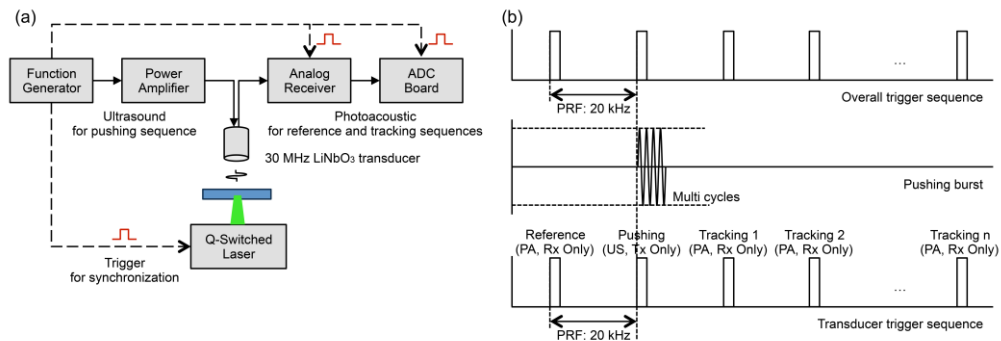 (a)
Function
Generator
Power
Amplifier
Analog
Receiver
ADC
Board
Ultrasound
for pushing sequence
Photoacoustic
for reference and tracking sequences
30 MHz LiNbO₃ transducer
Q-Switched
Laser
Trigger
for synchronization
(b)
...
PRF: 20 kHz
Overall trigger sequence
Multi cycles
Pushing burst
Reference
(PA, Rx Only)
Pushing
(US, Tx Only)
Tracking 1
(PA, Rx Only)
Tracking 2
(PA, Rx Only)
Tracking n
(PA, Rx Only)
...
PRF: 20 kHz
Transducer trigger sequence